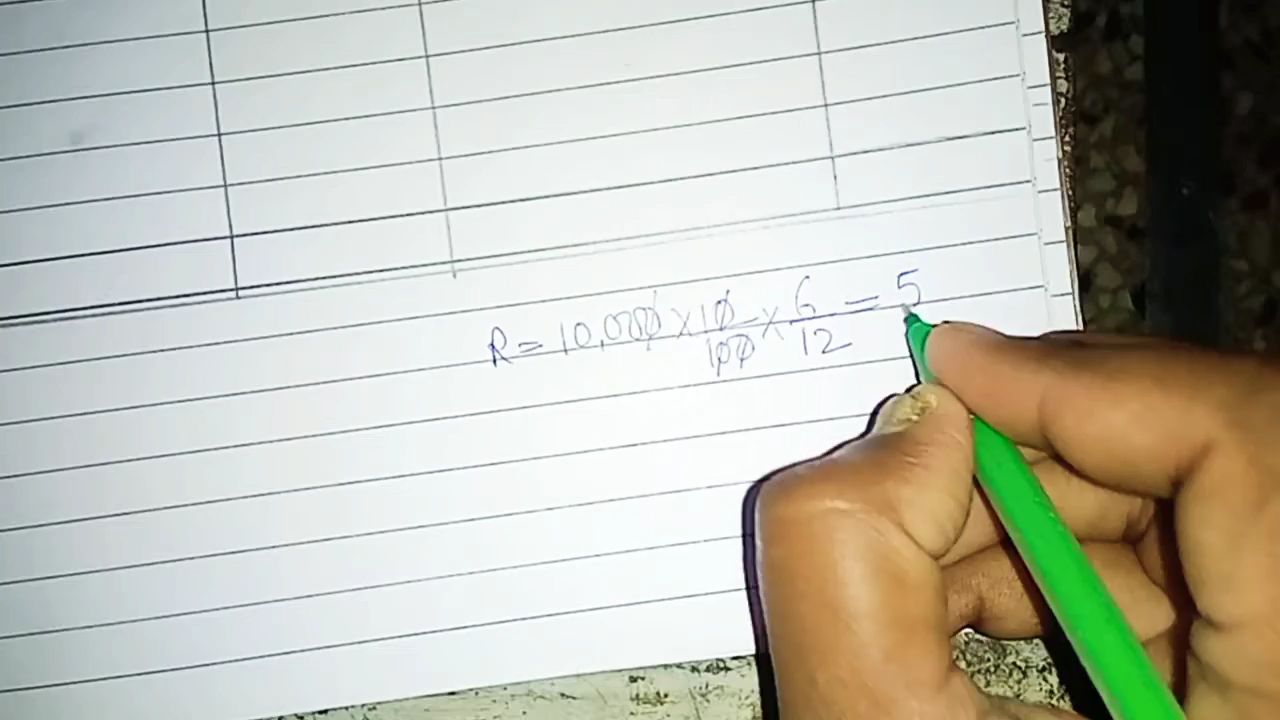 R = 10,000 × 10/100 × 6/12 = 5